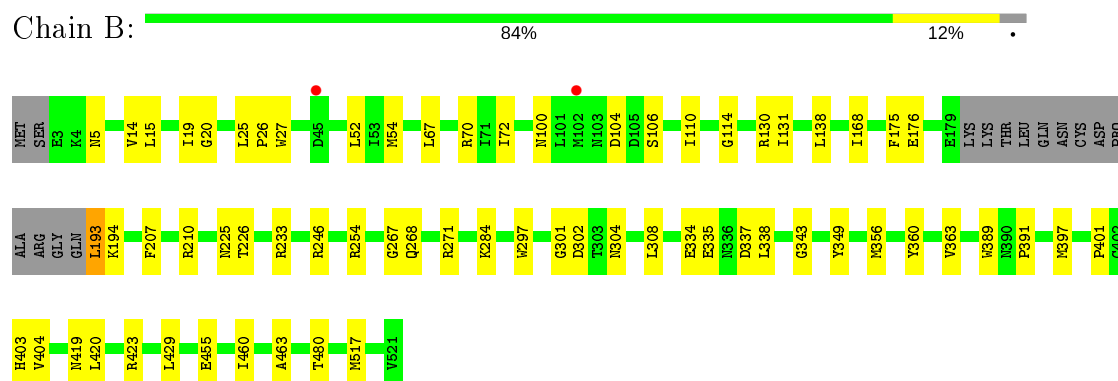 Chain B:
84% 12% •
MET SER E3 K4 N5 V14 L15 I19 G20 L25 P26 W27 D45 L52 I53 M54 L67 R70 I71 I72 N100 L101 M102 N103 D104 D105 S106 I110 G114 R130 I131 L138 I168 F175 E176 E179 LYS LYS THR LEU GLN ASN CYS ASP PRO
ALA ARG GLY GLN L193 K194 F207 R210 N225 T226 R233 R246 R254 G267 Q268 R271 K284 W297 G301 D302 T303 N304 L308 E334 E335 N336 D337 L338 G343 Y349 M356 Y360 V363 W389 N390 P391 M397 P401
H403 V404 N419 L420 R423 L429 E455 I460 A463 T480 M517 V521